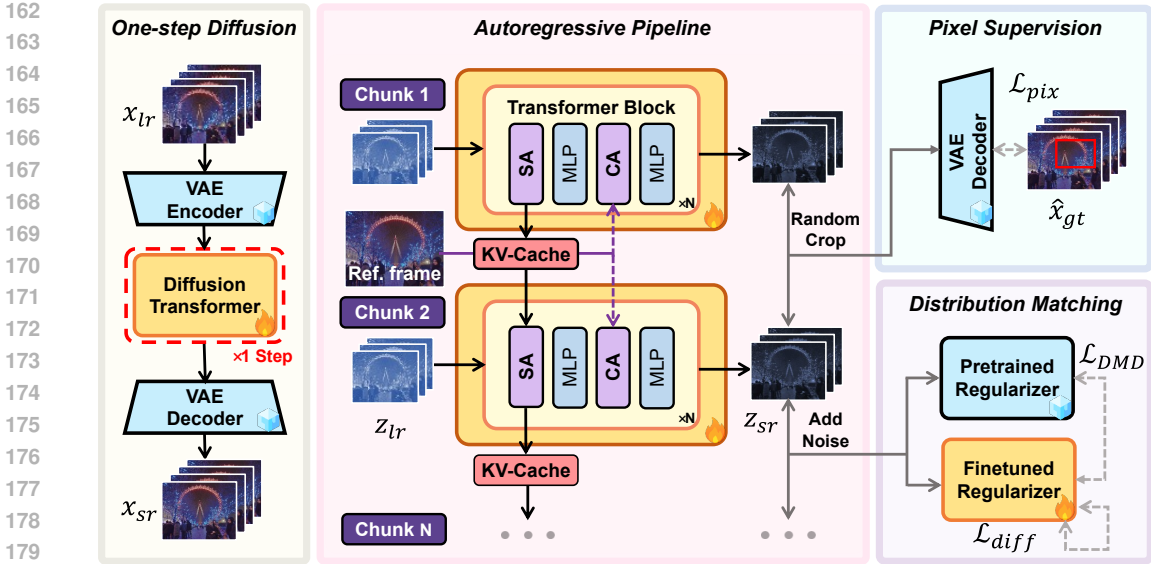 162
163
164
165
166
167
168
169
170
171
172
173
174
175
176
177
178
179
One-step Diffusion
x_lr
VAE
Encoder
Diffusion
Transformer
×1 Step
VAE
Decoder
x_sr
Autoregressive Pipeline
Chunk 1
Transformer Block
SA
MLP
CA
MLP
×N
Ref. frame
KV-Cache
Chunk 2
SA
MLP
CA
MLP
×N
z_lr
z_sr
KV-Cache
Chunk N
Random
Crop
Add
Noise
Pixel Supervision
VAE
Decoder
ℒ_pix
x̂_gt
Distribution Matching
Pretrained
Regularizer
ℒ_DMD
Finetuned
Regularizer
ℒ_diff